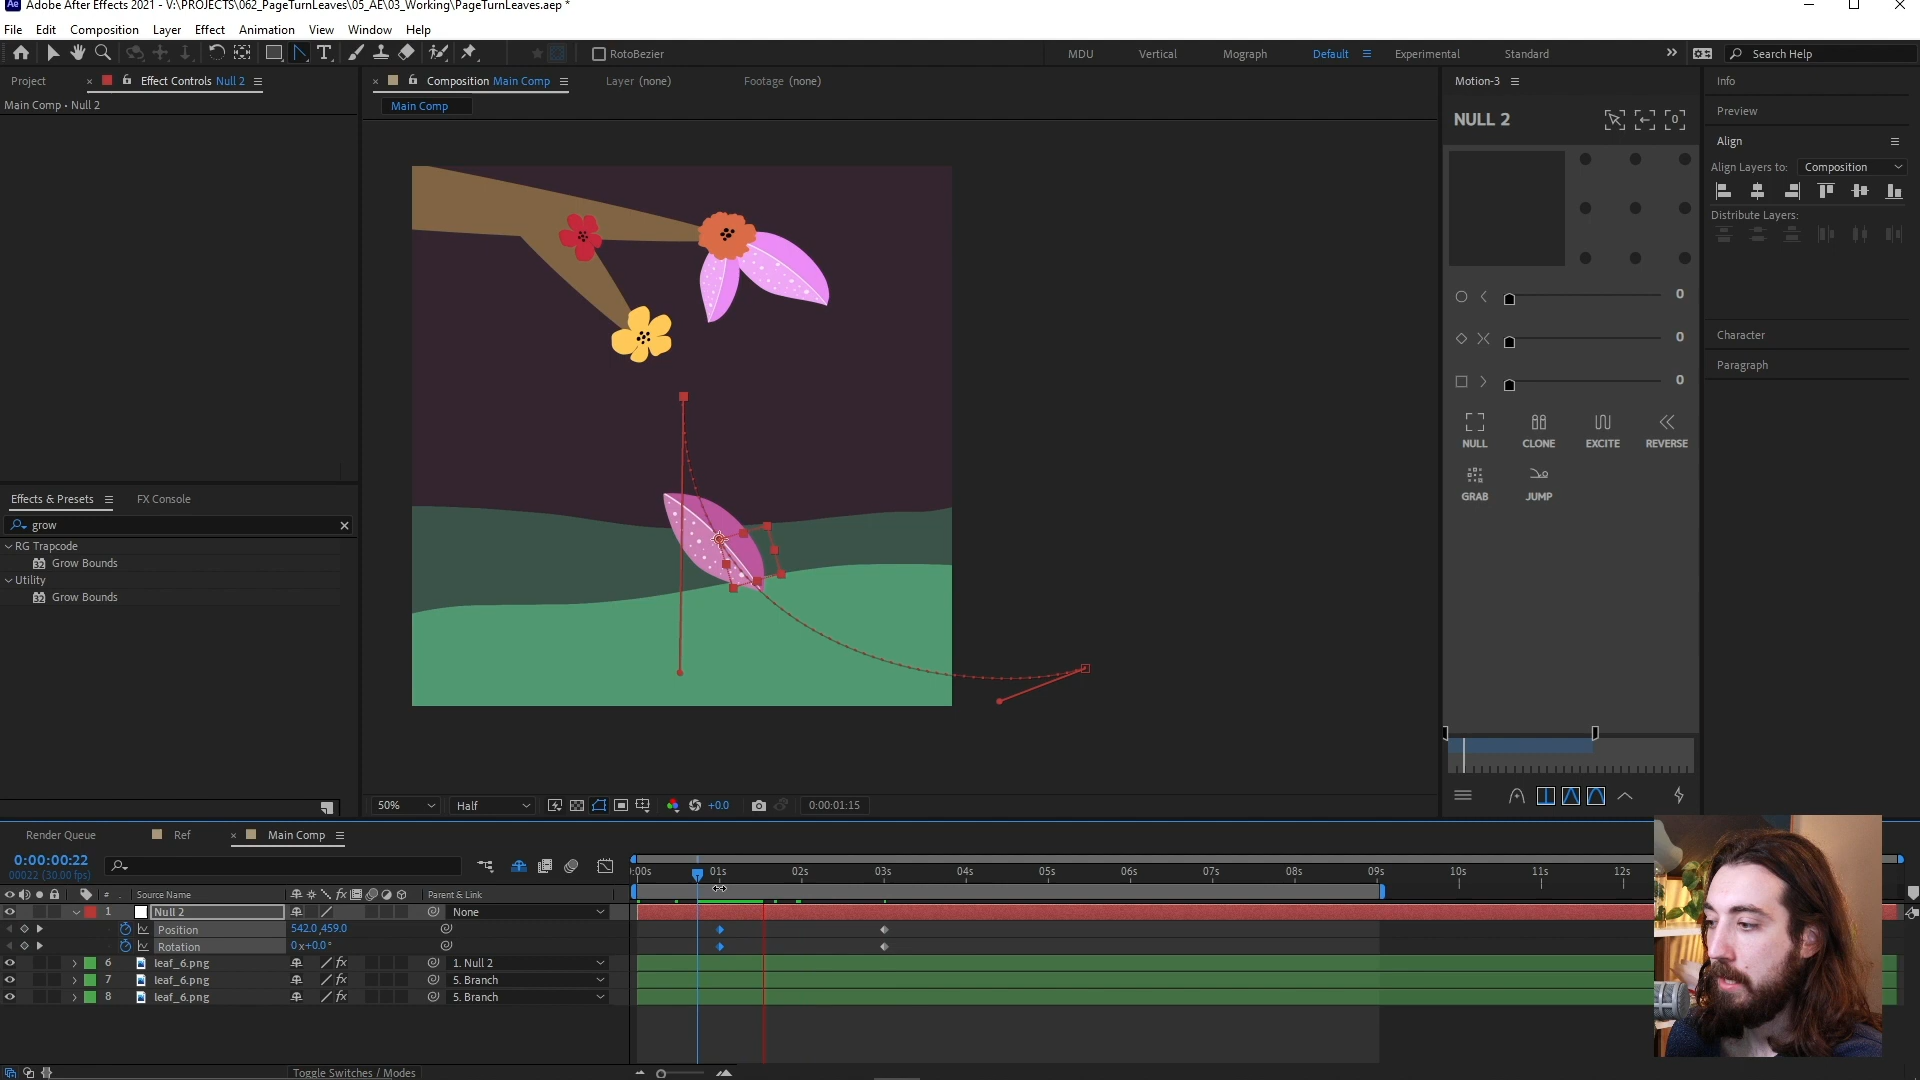 Adobe After Effects 2021 - V:\PROJECTS\062_PageTurnLeaves\05_AE\03_Working\PageTurnLeaves.aep *
File Edit Composition Layer Effect Animation View Window Help
RotoBezier MDU Vertical Mograph Default Experimental Standard Search Help
Project Effect Controls Null 2 Composition Main Comp Layer (none) Footage (none) Motion-3 Info
Main Comp • Null 2
Main Comp
NULL 2
Preview
Align
Align Layers to: Composition
Distribute Layers:
0
0
0
Character
Paragraph
NULL CLONE EXCITE REVERSE
GRAB JUMP
Effects & Presets FX Console
grow
RG Trapcode
32 Grow Bounds
Utility
32 Grow Bounds
50% Half +0.0 0:00:01:15
Render Queue Ref Main Comp
0:00:00:22
00022 (30.00 fps)
:00s 01s 02s 03s 04s 05s 06s 07s 08s 09s 10s 11s 12s
# Source Name fx Parent & Link
1 Null 2 None
Position 542.0,459.0
Rotation 0x+0.0°
6 leaf_6.png fx 1. Null 2
7 leaf_6.png fx 5. Branch
8 leaf_6.png fx 5. Branch
Toggle Switches / Modes